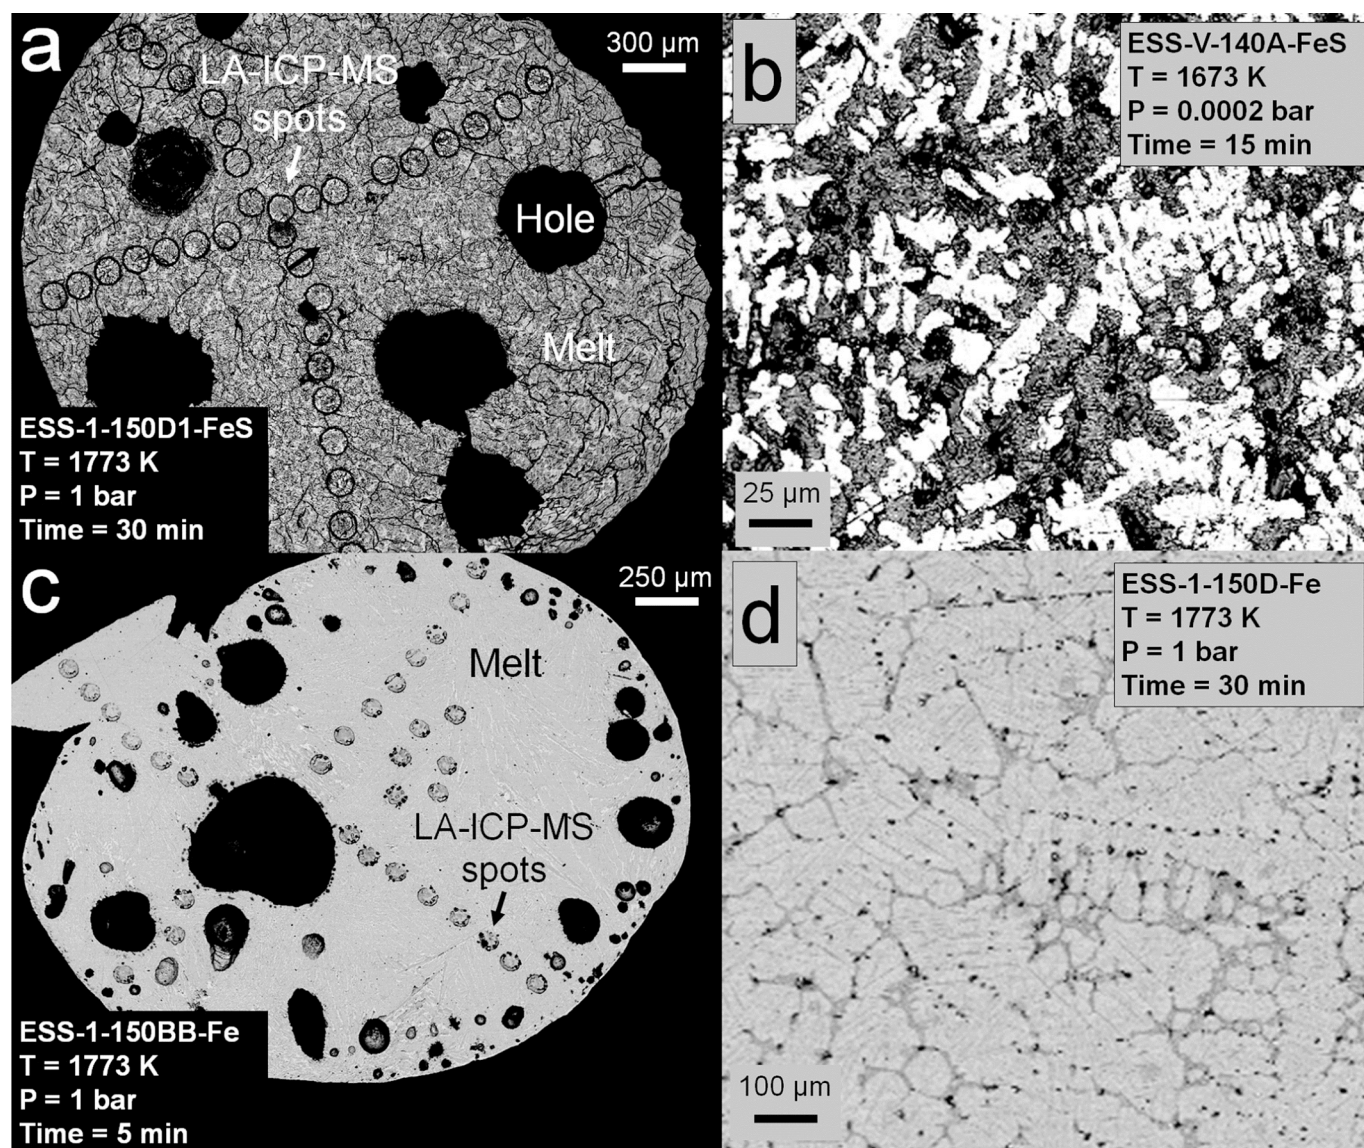 a
300 µm
LA-ICP-MS
spots
Hole
Melt
ESS-1-150D1-FeS
T = 1773 K
P = 1 bar
Time = 30 min
b
ESS-V-140A-FeS
T = 1673 K
P = 0.0002 bar
Time = 15 min
25 µm
c
250 µm
Melt
LA-ICP-MS
spots
ESS-1-150BB-Fe
T = 1773 K
P = 1 bar
Time = 5 min
d
ESS-1-150D-Fe
T = 1773 K
P = 1 bar
Time = 30 min
100 µm